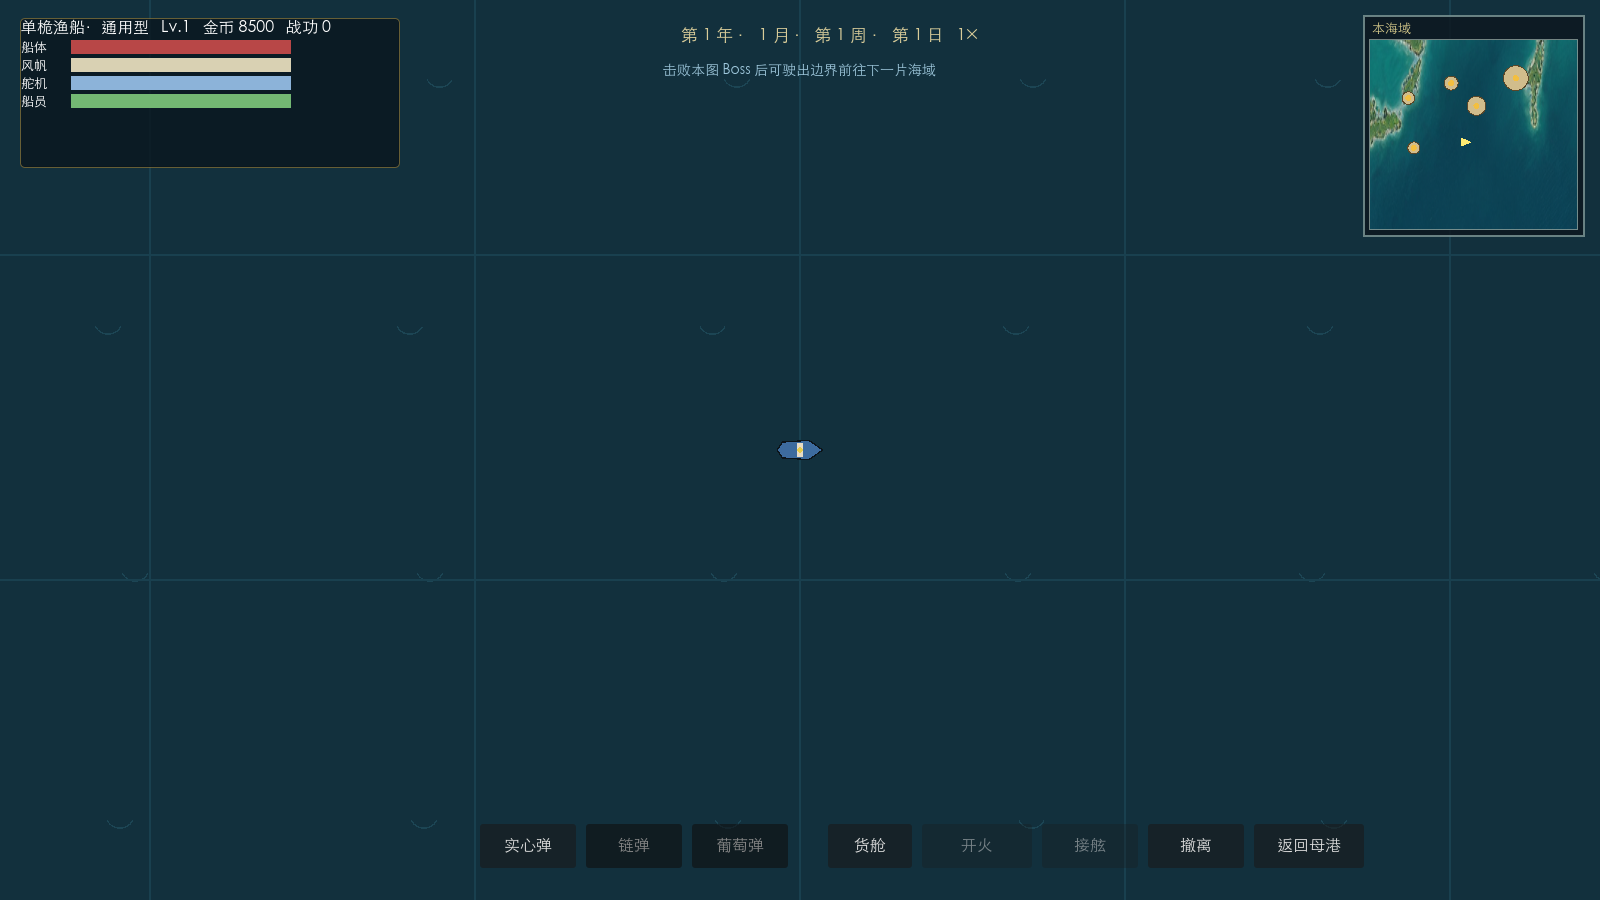 单桅渔船· 通用型 Lv.1 金币 8500 战功 0
船体
风帆
舵机
船员
第 1 年 · 1 月 · 第 1 周 · 第 1 日 1×
击败本图 Boss 后可驶出边界前往下一片海域
本海域
实心弹 链弹 葡萄弹 货舱 开火 接舷 撤离 返回母港